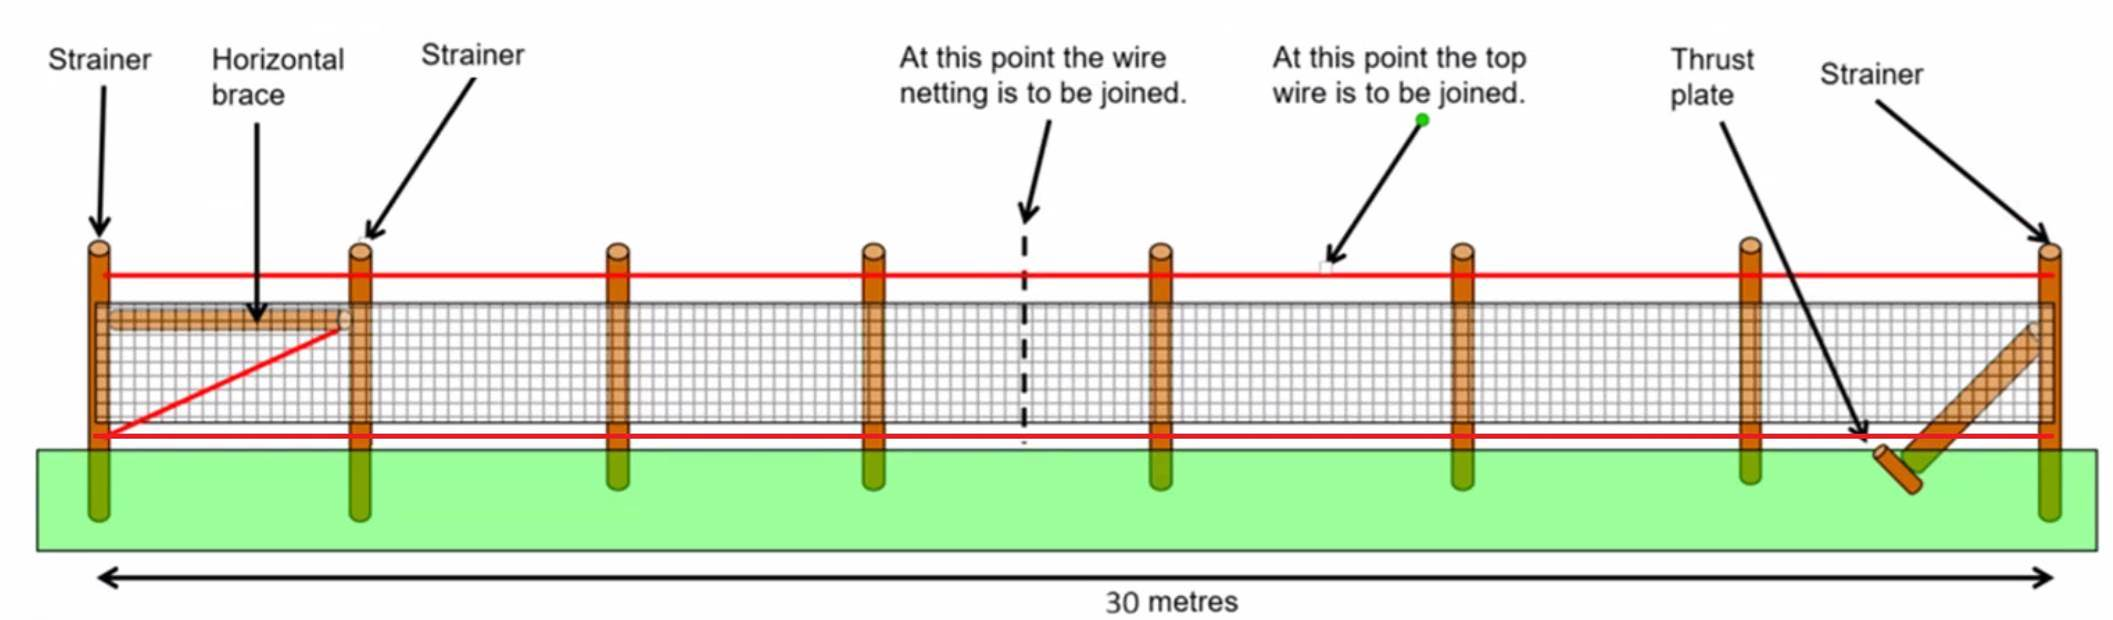 Strainer
Horizontal
brace
Strainer
At this point the wire
netting is to be joined.
At this point the top
wire is to be joined.
Thrust
plate
Strainer
30 metres